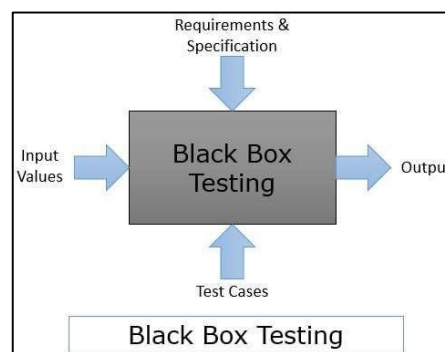 Requirements &
Specification
Input
Values
Black Box
Testing
Output
Test Cases
Black Box Testing